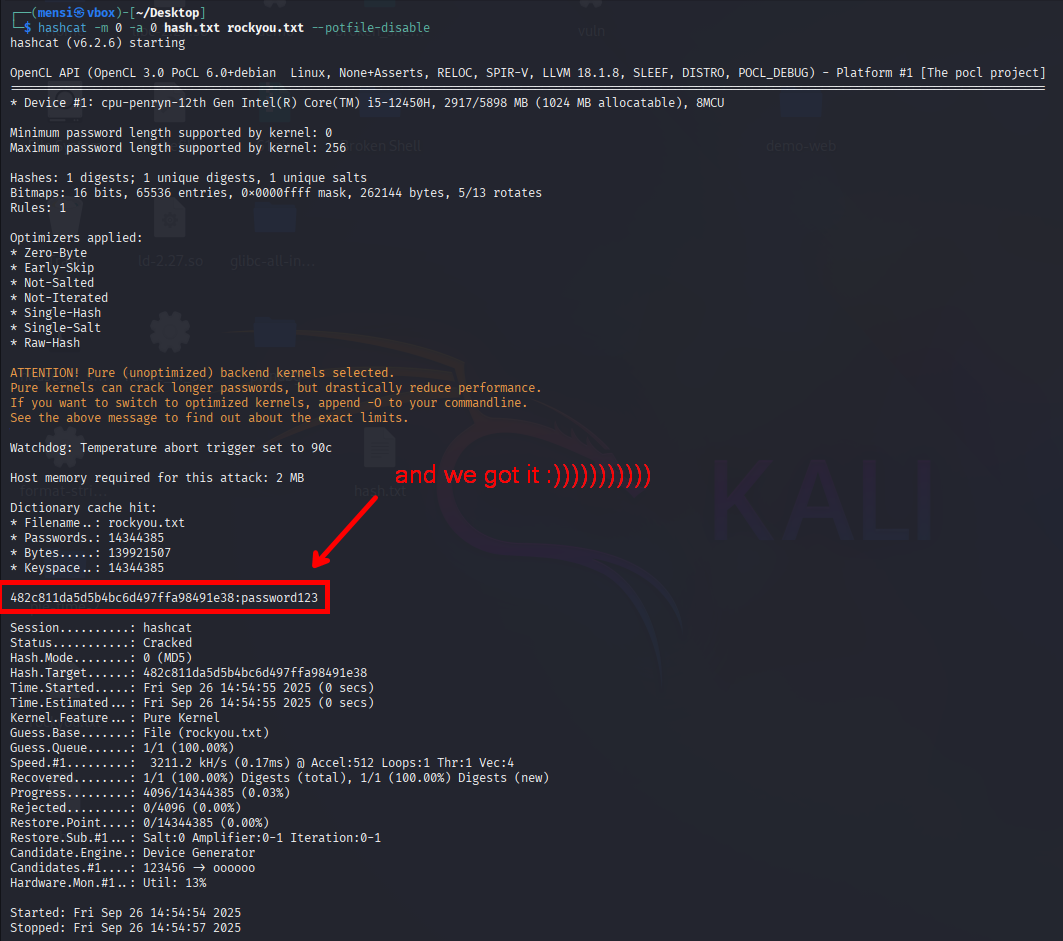 ┌──(mensi㉿vbox)-[~/Desktop]
└─$ hashcat -m 0 -a 0 hash.txt rockyou.txt --potfile-disable
hashcat (v6.2.6) starting
OpenCL API (OpenCL 3.0 PoCL 6.0+debian  Linux, None+Asserts, RELOC, SPIR-V, LLVM 18.1.8, SLEEF, DISTRO, POCL_DEBUG) - Platform #1 [The pocl project]
====================================================================================================================================================
* Device #1: cpu-penryn-12th Gen Intel(R) Core(TM) i5-12450H, 2917/5898 MB (1024 MB allocatable), 8MCU
Minimum password length supported by kernel: 0
Maximum password length supported by kernel: 256
Hashes: 1 digests; 1 unique digests, 1 unique salts
Bitmaps: 16 bits, 65536 entries, 0x0000ffff mask, 262144 bytes, 5/13 rotates
Rules: 1
Optimizers applied:
* Zero-Byte
* Early-Skip
* Not-Salted
* Not-Iterated
* Single-Hash
* Single-Salt
* Raw-Hash
ATTENTION! Pure (unoptimized) backend kernels selected.
Pure kernels can crack longer passwords, but drastically reduce performance.
If you want to switch to optimized kernels, append -O to your commandline.
See the above message to find out about the exact limits.
Watchdog: Temperature abort trigger set to 90c
Host memory required for this attack: 2 MB
and we got it :)))))))))))
Dictionary cache hit:
* Filename..: rockyou.txt
* Passwords.: 14344385
* Bytes.....: 139921507
* Keyspace..: 14344385
482c811da5d5b4bc6d497ffa98491e38:password123
Session..........: hashcat
Status...........: Cracked
Hash.Mode........: 0 (MD5)
Hash.Target......: 482c811da5d5b4bc6d497ffa98491e38
Time.Started.....: Fri Sep 26 14:54:55 2025 (0 secs)
Time.Estimated...: Fri Sep 26 14:54:55 2025 (0 secs)
Kernel.Feature...: Pure Kernel
Guess.Base.......: File (rockyou.txt)
Guess.Queue......: 1/1 (100.00%)
Speed.#1.........:  3211.2 kH/s (0.17ms) @ Accel:512 Loops:1 Thr:1 Vec:4
Recovered........: 1/1 (100.00%) Digests (total), 1/1 (100.00%) Digests (new)
Progress.........: 4096/14344385 (0.03%)
Rejected.........: 0/4096 (0.00%)
Restore.Point....: 0/14344385 (0.00%)
Restore.Sub.#1...: Salt:0 Amplifier:0-1 Iteration:0-1
Candidate.Engine.: Device Generator
Candidates.#1....: 123456 -> oooooo
Hardware.Mon.#1..: Util: 13%
Started: Fri Sep 26 14:54:54 2025
Stopped: Fri Sep 26 14:54:57 2025
vuln
demo-web
ld-2.27.so
glibc-all-in...
hash.txt
KALI